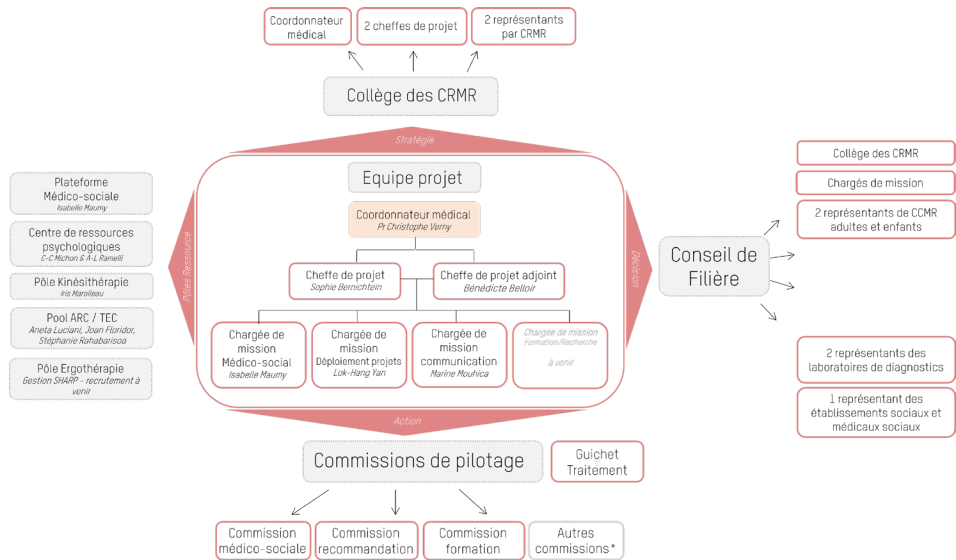 Coordonnateur
médical
2 cheffes de projet
2 représentants
par CRMR
Collège des CRMR
Stratégie
Equipe projet
Coordonnateur médical
Pr Christophe Verny
Cheffe de projet
Sophie Bernichtein
Cheffe de projet adjoint
Bénédicte Belloir
Chargée de
mission
Médico-social
Isabelle Maumy
Chargée de
mission
Déploiement projets
Lok-Hang Yan
Chargée de
mission
communication
Marine Mouhica
Chargée de mission
Formation/Recherche
à venir
Pôles Ressource
Plateforme
Médico-sociale
Isabelle Maumy
Centre de ressources
psychologiques
C-C Michon & A-L Ramelli
Pôle Kinésithérapie
Iris Marolleau
Pool ARC / TEC
Aneta Luciani, Joan Floridor,
Stéphanie Rahabarisoa
Pôle Ergothérapie
Gestion SHARP - recrutement à
venir
Décision
Conseil de
Filière
Collège des CRMR
Chargés de mission
2 représentants de CCMR
adultes et enfants
2 représentants des
laboratoires de diagnostics
1 représentant des
établissements sociaux et
médicaux sociaux
Action
Commissions de pilotage
Guichet
Traitement
Commission
médico-sociale
Commission
recommandation
Commission
formation
Autres
commissions*